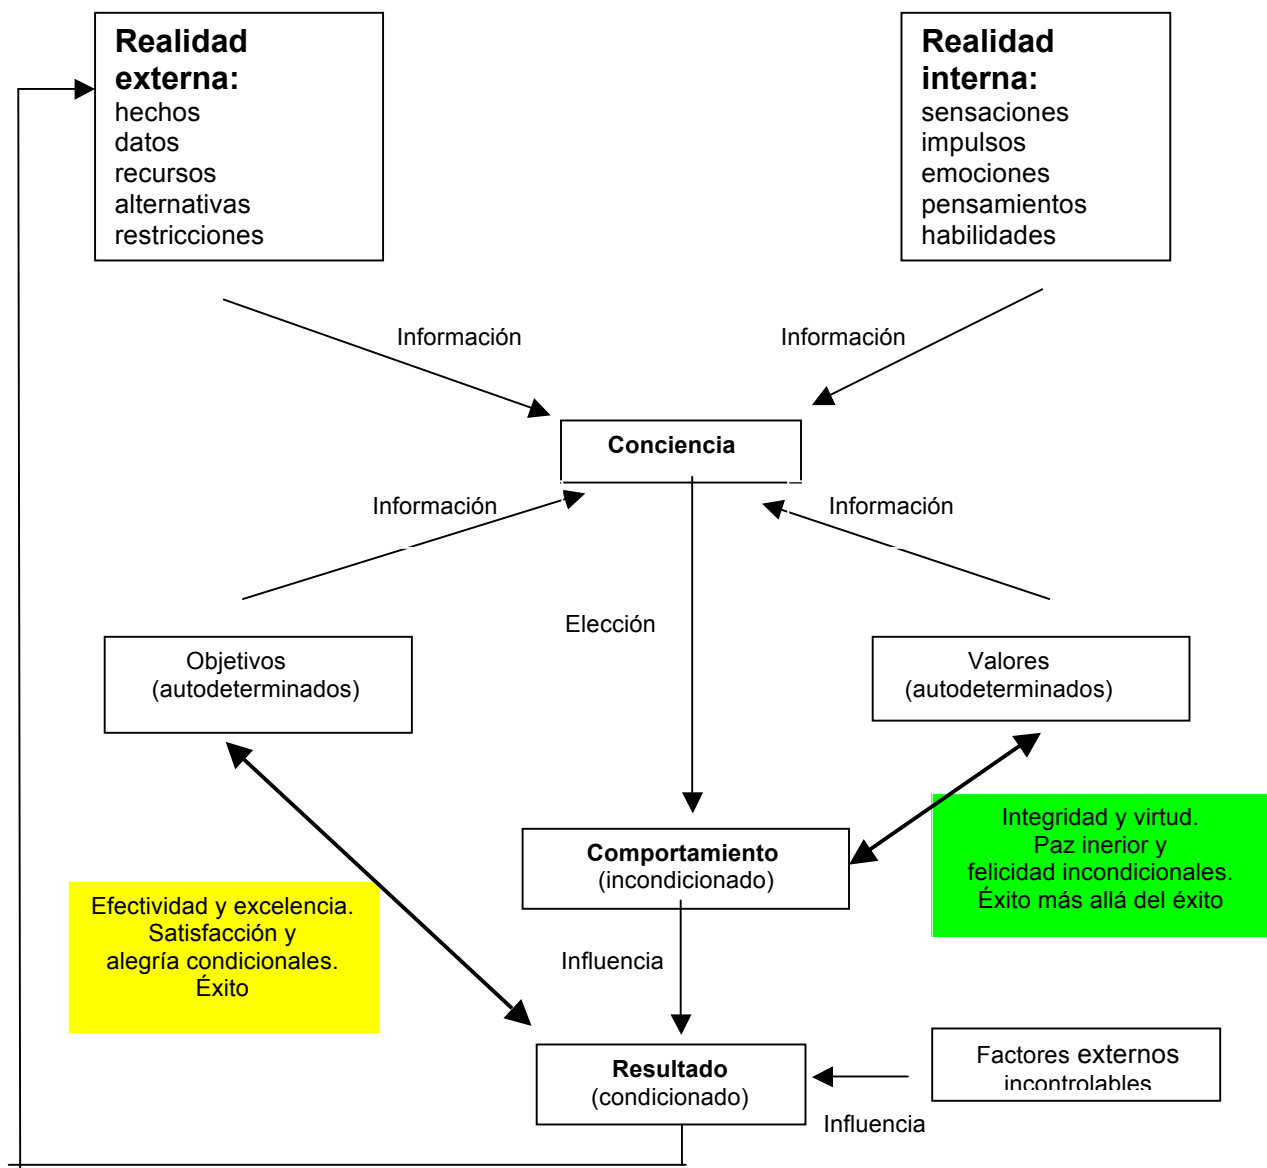 Realidad
externa:
hechos
datos
recursos
alternativas
restricciones
Realidad
interna:
sensaciones
impulsos
emociones
pensamientos
habilidades
Información
Información
Conciencia
Información
Información
Elección
Objetivos
(autodeterminados)
Valores
(autodeterminados)
Comportamiento
(incondicionado)
Integridad y virtud.
Paz inerior y
felicidad incondicionales.
Éxito más allá del éxito
Efectividad y excelencia.
Satisfacción y
alegría condicionales.
Éxito
Influencia
Resultado
(condicionado)
Factores externos
incontrolables
Influencia